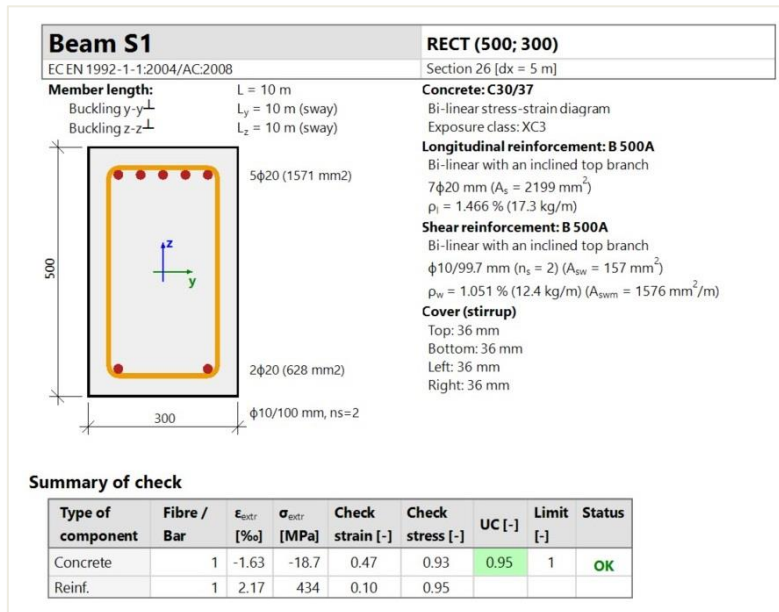 Beam S1 RECT (500; 300)
EC EN 1992-1-1:2004/AC:2008 Section 26 [dx = 5 m]
Member length: L = 10 m
Buckling y-y┴ Ly = 10 m (sway)
Buckling z-z┴ Lz = 10 m (sway)
500
5ϕ20 (1571 mm2)
z
y
2ϕ20 (628 mm2)
300
ϕ10/100 mm, ns=2
Concrete: C30/37
Bi-linear stress-strain diagram
Exposure class: XC3
Longitudinal reinforcement: B 500A
Bi-linear with an inclined top branch
7ϕ20 mm (As = 2199 mm²)
ρl = 1.466 % (17.3 kg/m)
Shear reinforcement: B 500A
Bi-linear with an inclined top branch
ϕ10/99.7 mm (ns = 2) (Asw = 157 mm²)
ρw = 1.051 % (12.4 kg/m) (Aswm = 1576 mm²/m)
Cover (stirrup)
Top: 36 mm
Bottom: 36 mm
Left: 36 mm
Right: 36 mm
Summary of check
Type of component Fibre / Bar εextr [‰] σextr [MPa] Check strain [-] Check stress [-] UC [-] Limit [-] Status
Concrete 1 -1.63 -18.7 0.47 0.93 0.95 1 OK
Reinf. 1 2.17 434 0.10 0.95